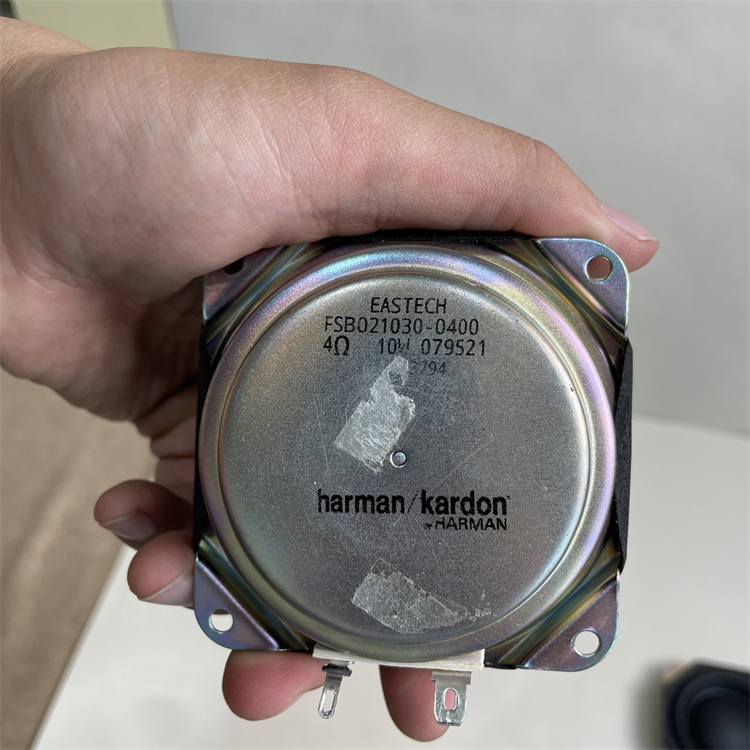 EASTECH
FSB021030-0400
4Ω 10W 079521
harman/kardon®
BY HARMAN